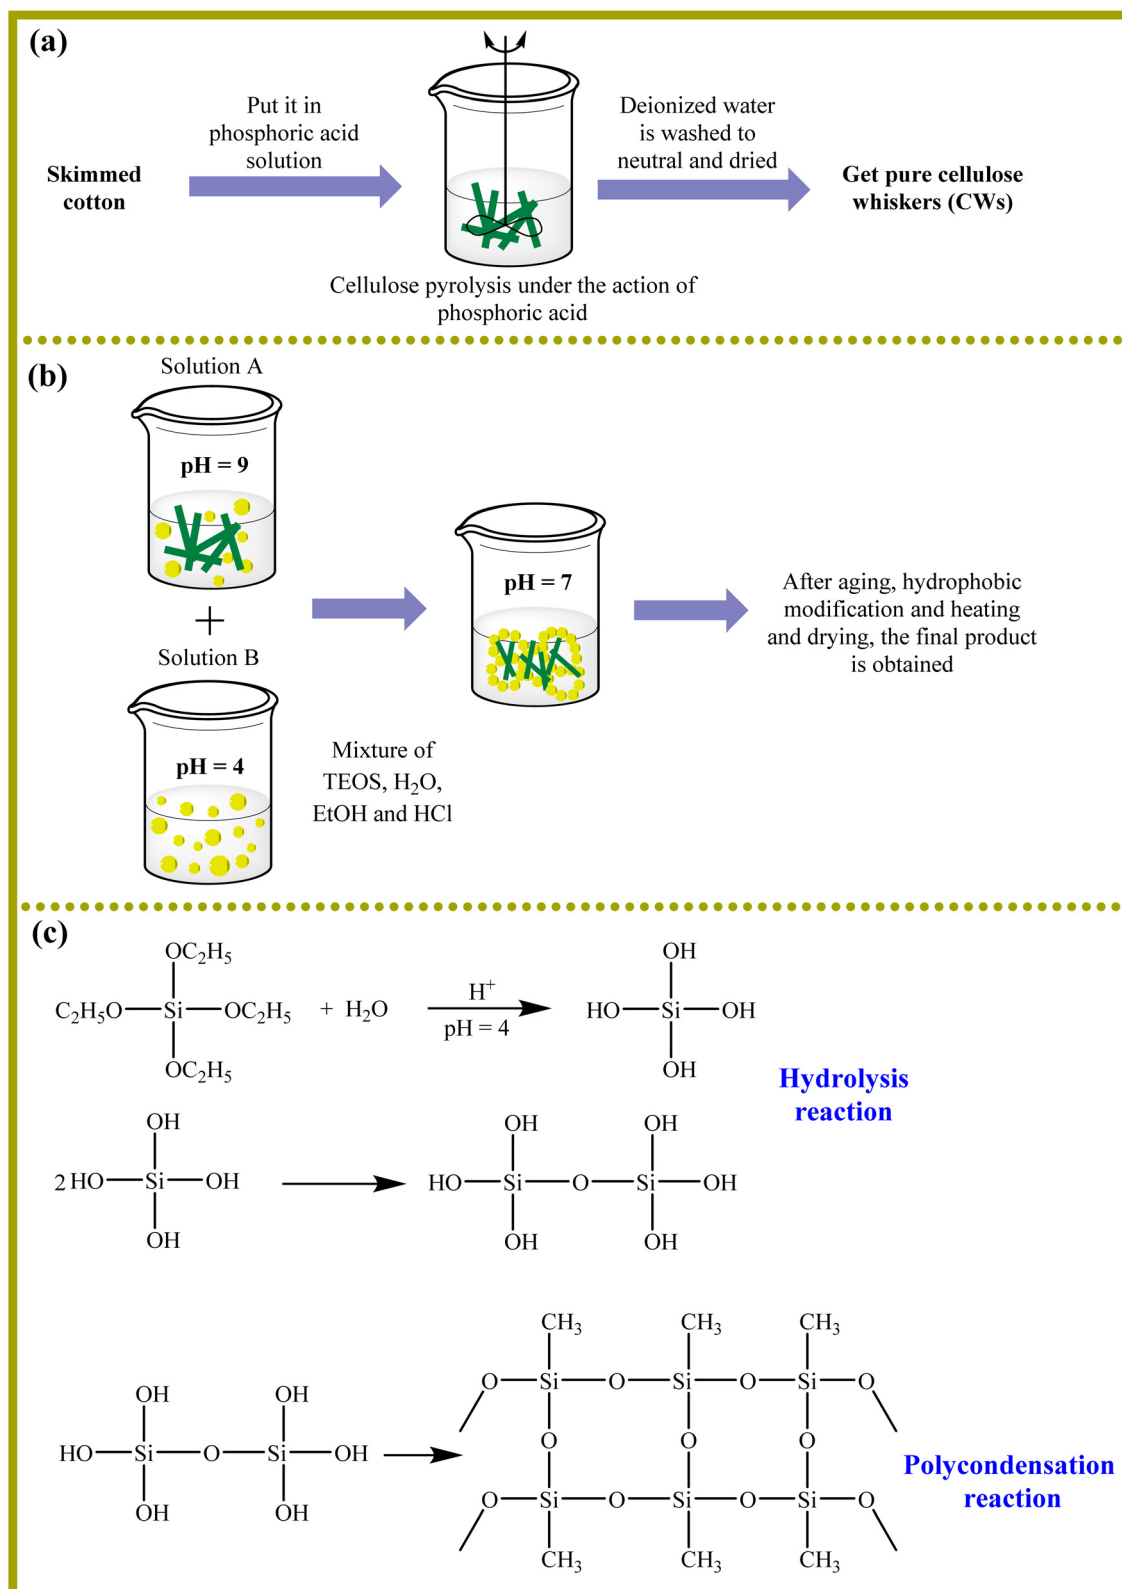 (a)
Skimmed
cotton
Put it in
phosphoric acid
solution
Deionized water
is washed to
neutral and dried
Get pure cellulose
whiskers (CWs)
Cellulose pyrolysis under the action of
phosphoric acid
(b)
Solution A
pH = 9
+
Solution B
pH = 4
Mixture of
TEOS, H₂O,
EtOH and HCl
pH = 7
After aging, hydrophobic
modification and heating
and drying, the final product
is obtained
(c)
OC₂H₅
C₂H₅O Si OC₂H₅ + H₂O
OC₂H₅
H⁺
pH = 4
OH
HO Si OH
OH
Hydrolysis
reaction
OH
2 HO Si OH
OH
OH OH
HO Si O Si OH
OH OH
OH OH
HO Si O Si OH
OH OH
CH₃ CH₃ CH₃
O Si O Si O Si O
O O O
O Si O Si O Si O
CH₃ CH₃ CH₃
Polycondensation
reaction